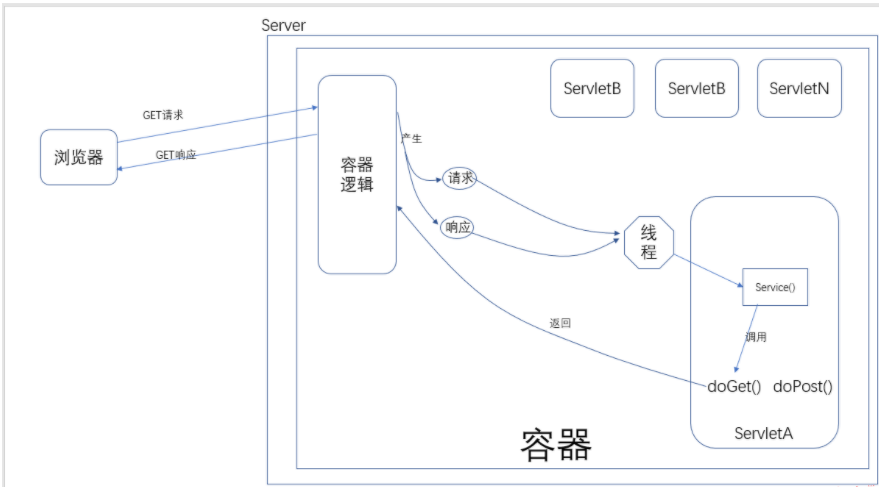 Server
ServletB
ServletB
ServletN
GET请求
浏览器
GET响应
容器
逻辑
产生
请求
响应
线
程
Service()
返回
调用
doGet()
doPost()
ServletA
容器